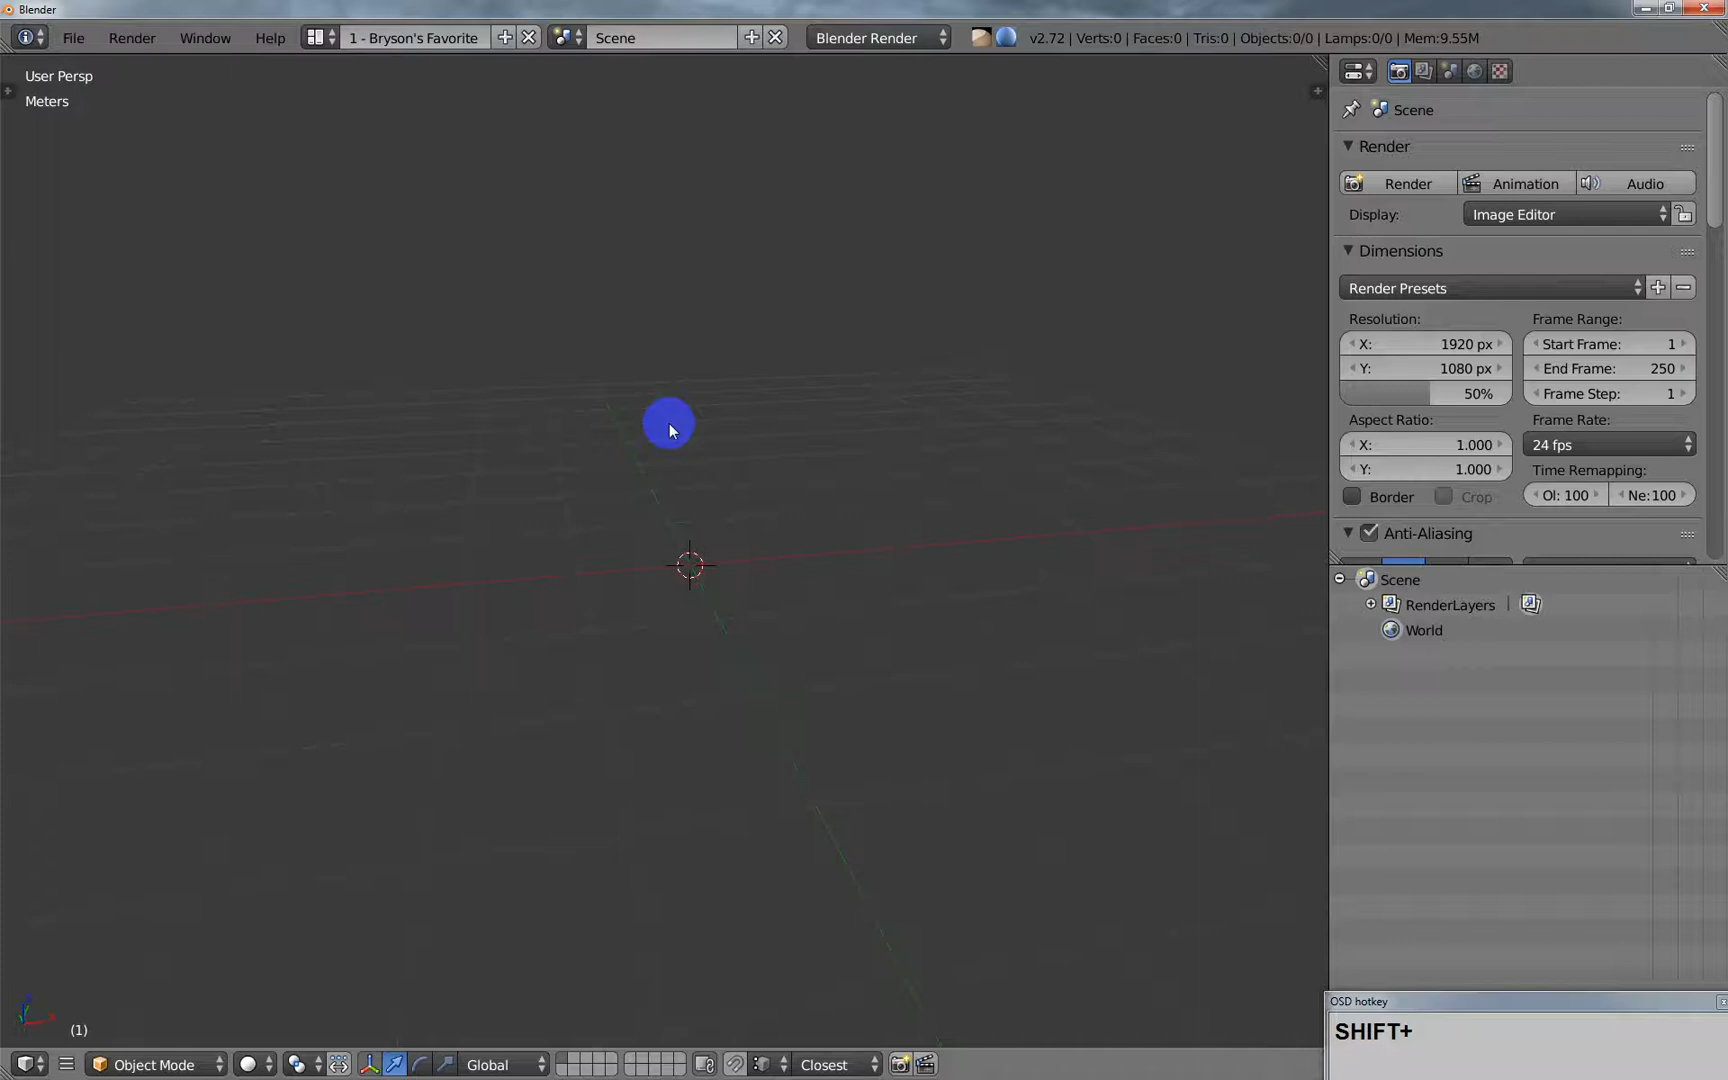 Blender
File Render Window Help 1 - Bryson's Favorite Scene Blender Render v2.72 | Verts:0 | Faces:0 | Tris:0 | Objects:0/0 | Lamps:0/0 | Mem:9.55M
User Persp
Meters
Scene
Render
Render Animation Audio
Display: Image Editor
Dimensions
Render Presets
Resolution: Frame Range:
X: 1920 px Start Frame: 1
Y: 1080 px End Frame: 250
50% Frame Step: 1
Aspect Ratio: Frame Rate:
X: 1.000 24 fps
Y: 1.000 Time Remapping:
Border Crop Ol: 100 Ne:100
Anti-Aliasing
Scene
RenderLayers
World
OSD hotkey
SHIFT+
(1)
Object Mode Global Closest